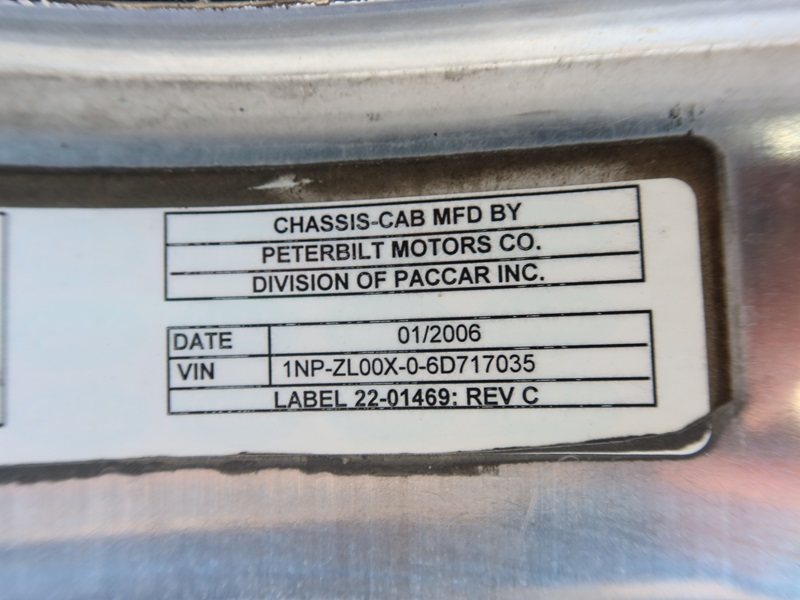 CHASSIS-CAB MFD BY
PETERBILT MOTORS CO.
DIVISION OF PACCAR INC.
DATE 01/2006
VIN 1NP-ZL00X-0-6D717035
LABEL 22-01469: REV C